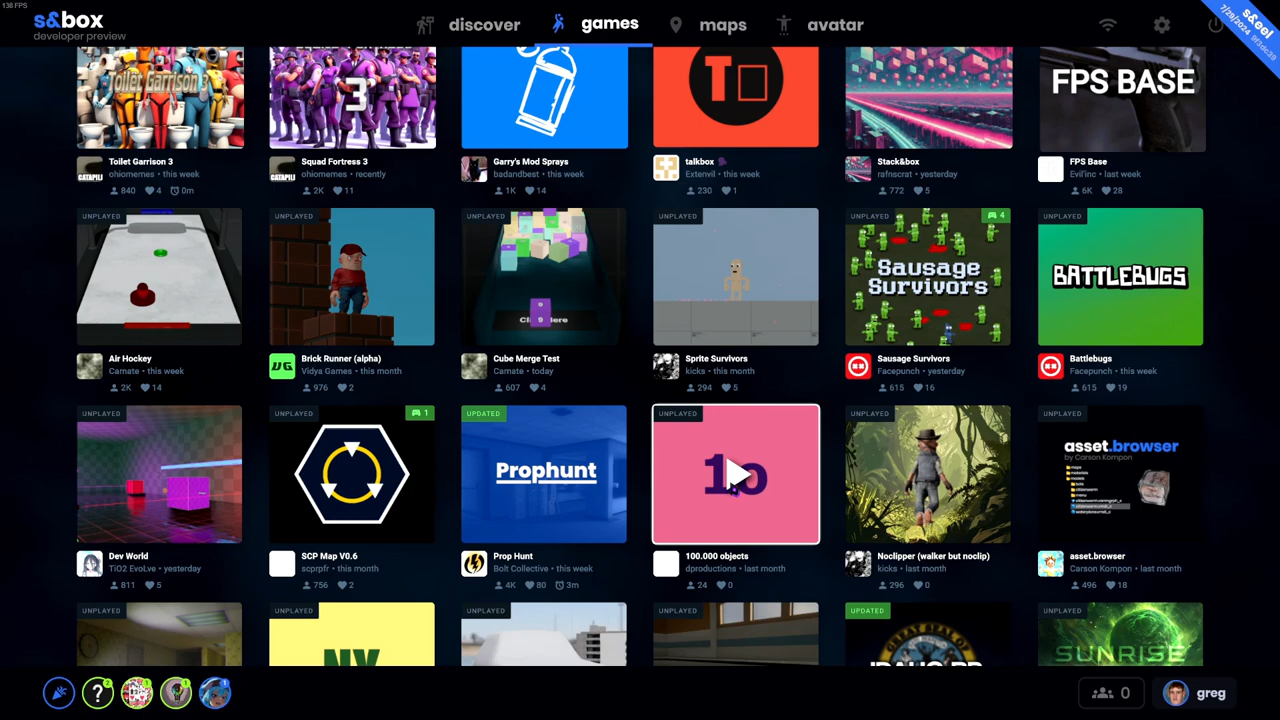 138 FPS
s&box
developer preview
discover
games
maps
avatar
s&eel
7/29/2024 9f3dc39
Toilet Garrison 3
3
T
FPS BASE
Toilet Garrison 3
ohiomemes • this week
840 4 0m
Squad Fortress 3
ohiomemes • recently
2K 11
Garry's Mod Sprays
badandbest • this week
1K 14
talkbox
Extenvil • this week
230 1
Stack&box
rafnscrat • yesterday
772 5
FPS Base
Evil'inc • last week
6K 28
UNPLAYED
UNPLAYED
UNPLAYED
UNPLAYED
UNPLAYED
4
UNPLAYED
Sausage
Survivors
BATTLEBUGS
Air Hockey
Carnate • this week
2K 14
VG
Brick Runner (alpha)
Vidya Games • this month
976 2
Cube Merge Test
Carnate • today
607 4
Sprite Survivors
kicks • this month
294 5
Sausage Survivors
Facepunch • yesterday
615 16
Battlebugs
Facepunch • this week
615 19
UNPLAYED
UNPLAYED
1
UPDATED
UNPLAYED
UNPLAYED
UNPLAYED
Prophunt
asset.browser
by Carson Kompon
Dev World
TiO2 EvoLve • yesterday
811 5
SCP Map V0.6
scprpfr • this month
756 2
Prop Hunt
Bolt Collective • this week
4K 80 3m
100.000 objects
dproductions • last month
24 0
Noclipper (walker but noclip)
kicks • last month
296 0
asset.browser
Carson Kompon • last month
496 18
UNPLAYED
UNPLAYED
UNPLAYED
UNPLAYED
UPDATED
UNPLAYED
NY
SUNRISE
?
0
greg